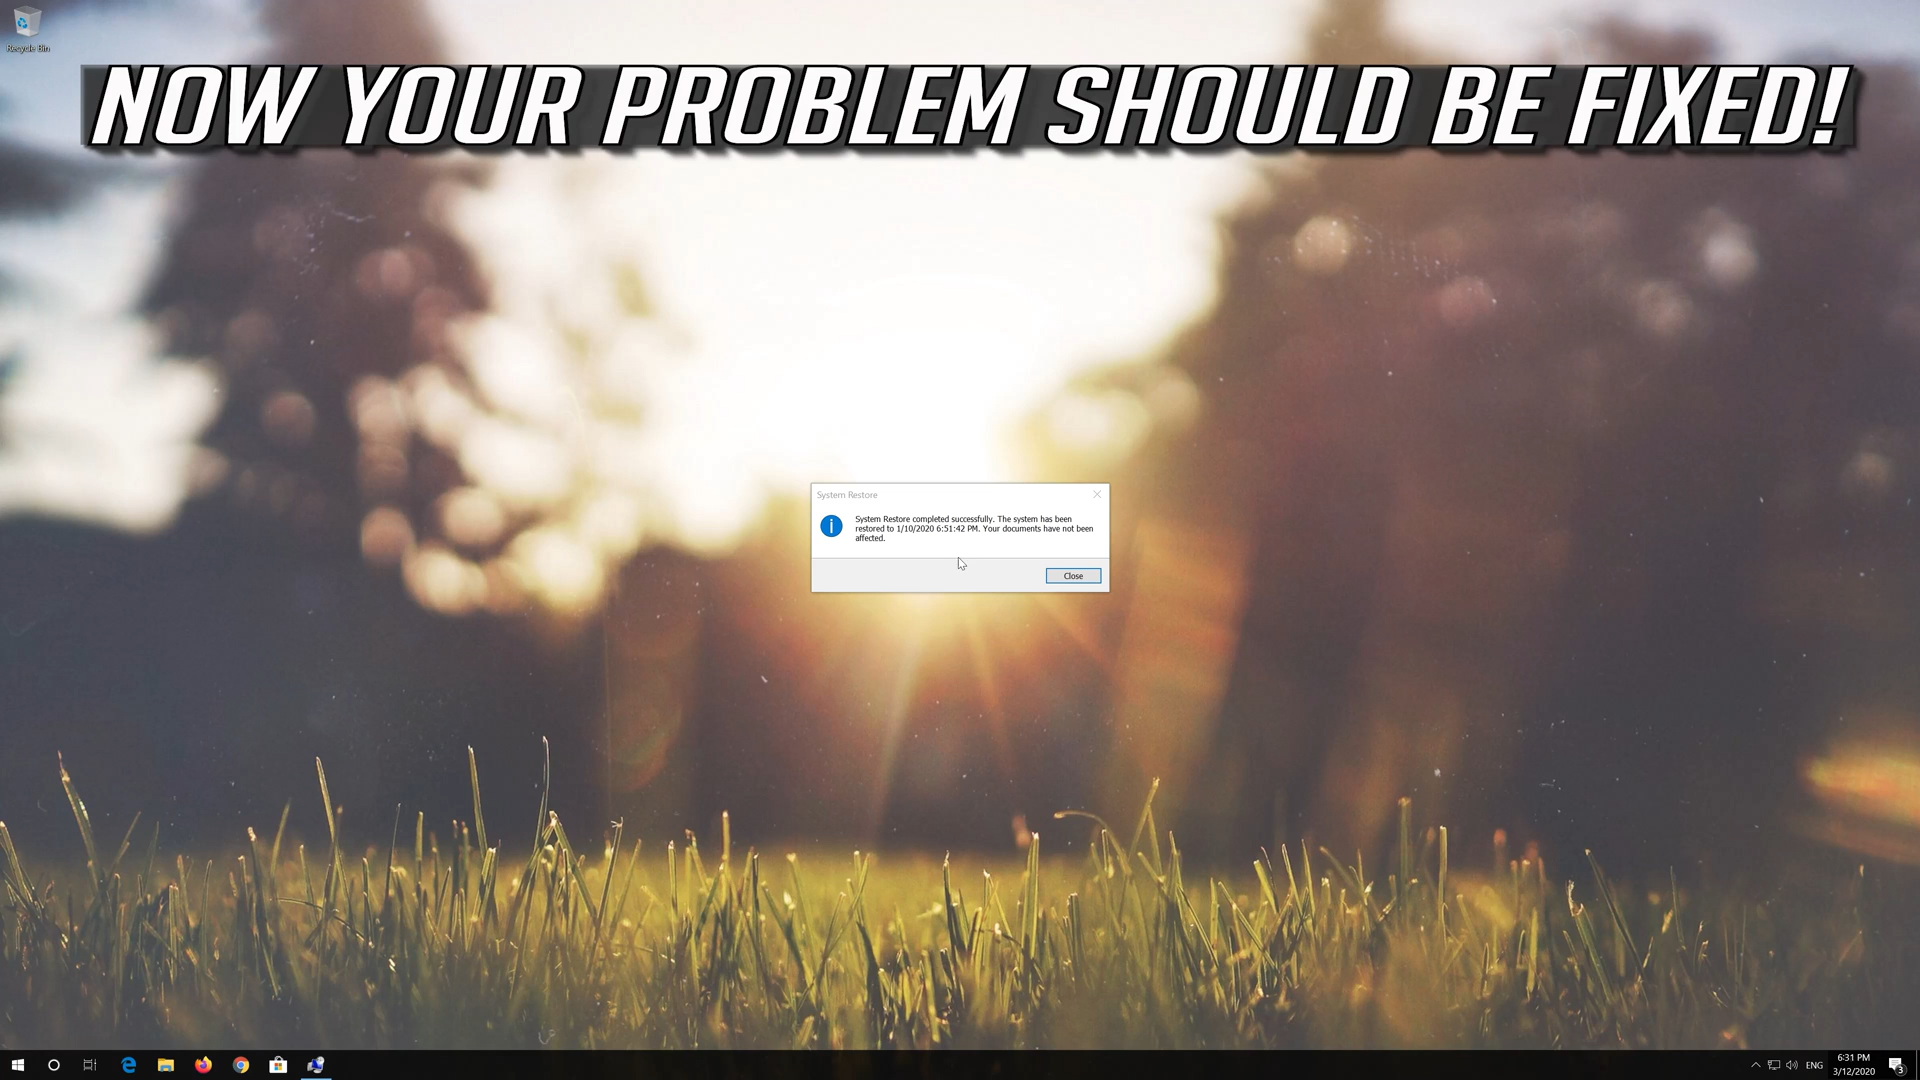 Recycle Bin
NOW YOUR PROBLEM SHOULD BE FIXED!
System Restore
System Restore completed successfully. The system has been
restored to 1/10/2020 6:51:42 PM. Your documents have not been
affected.
Close
ENG
6:31 PM
3/12/2020
3